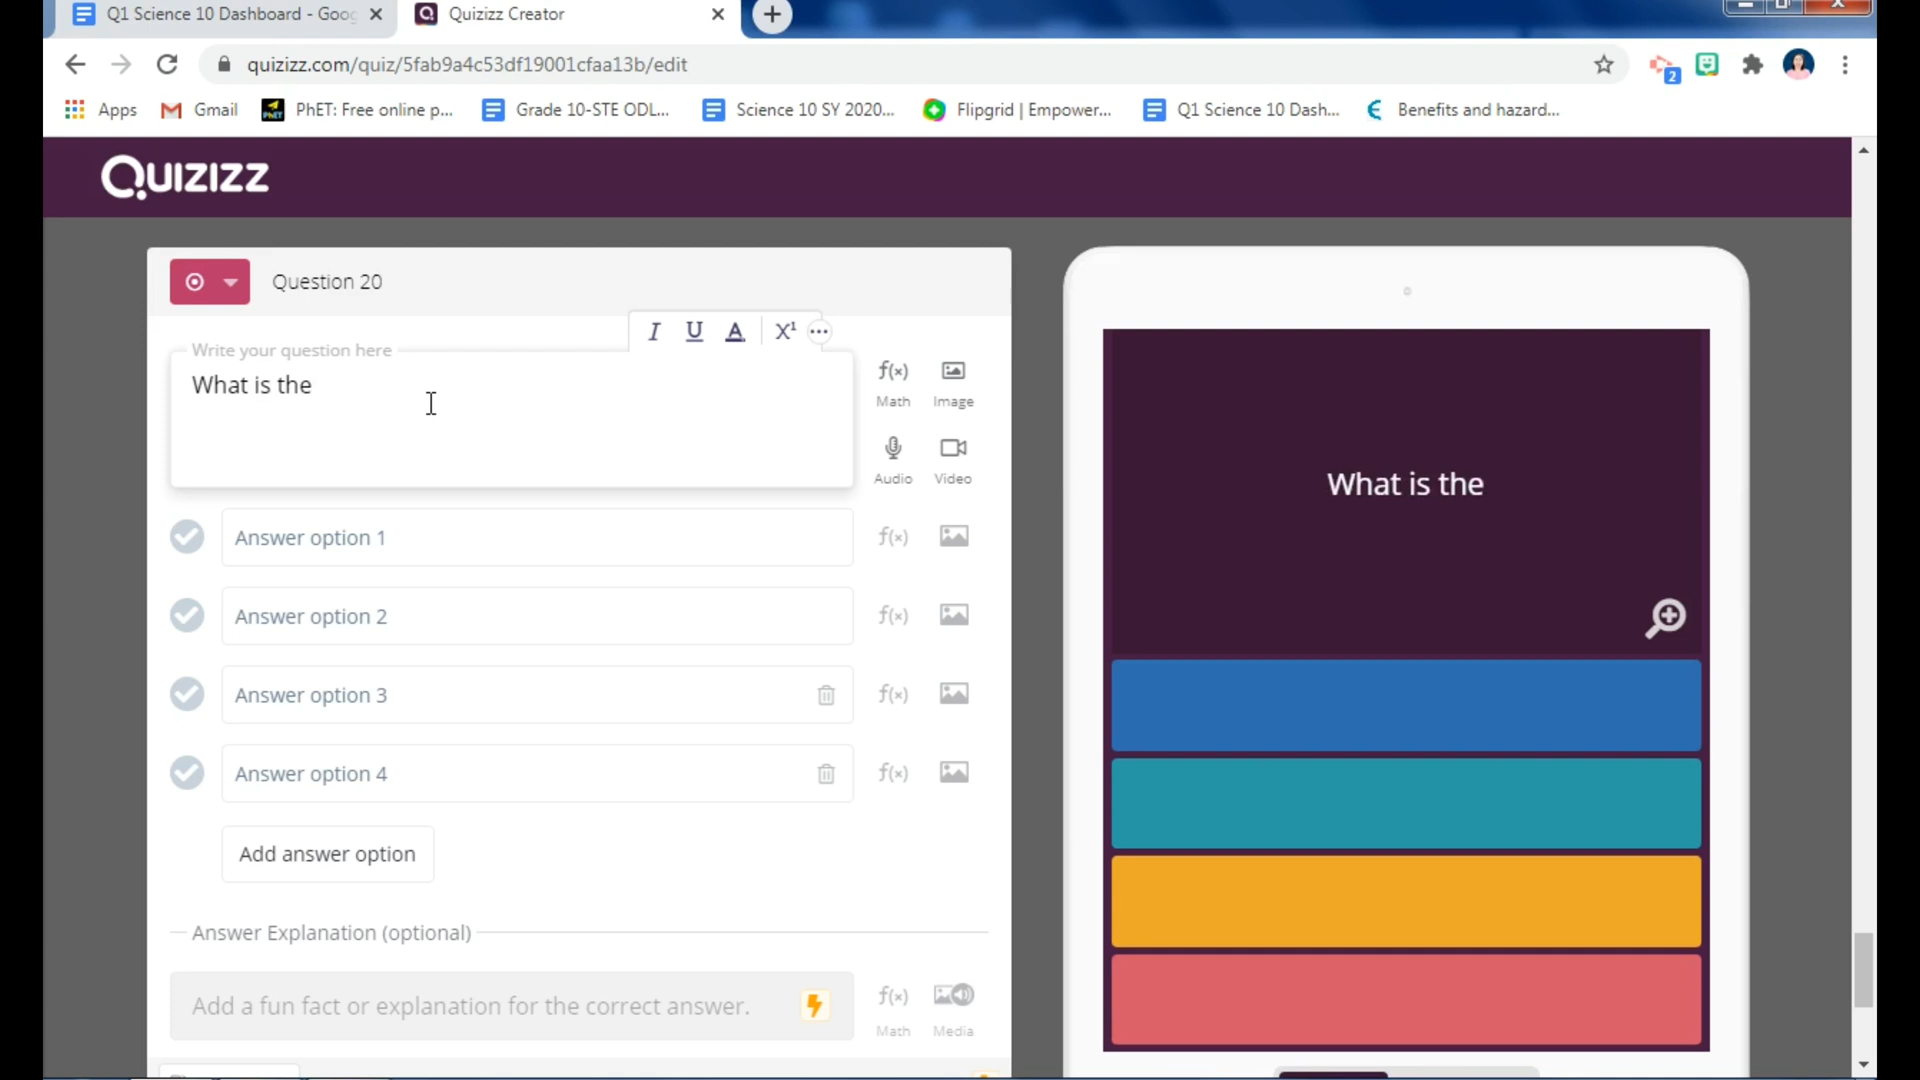 Q1 Science 10 Dashboard - Goo
Quizizz Creator
quizizz.com/quiz/5fab9a4c53df19001cfaa13b/edit
2
Apps
Gmail
PhET: Free online p...
Grade 10-STE ODL...
Science 10 SY 2020...
Flipgrid | Empower...
Q1 Science 10 Dash...
Benefits and hazard...
Quizizz
Question 20
I U A X¹ ...
Write your question here
What is the
f(x) Math
Image
Audio
Video
What is the
Answer option 1
f(x)
Answer option 2
f(x)
Answer option 3
f(x)
Answer option 4
f(x)
Add answer option
Answer Explanation (optional)
Add a fun fact or explanation for the correct answer.
f(x) Math
Media